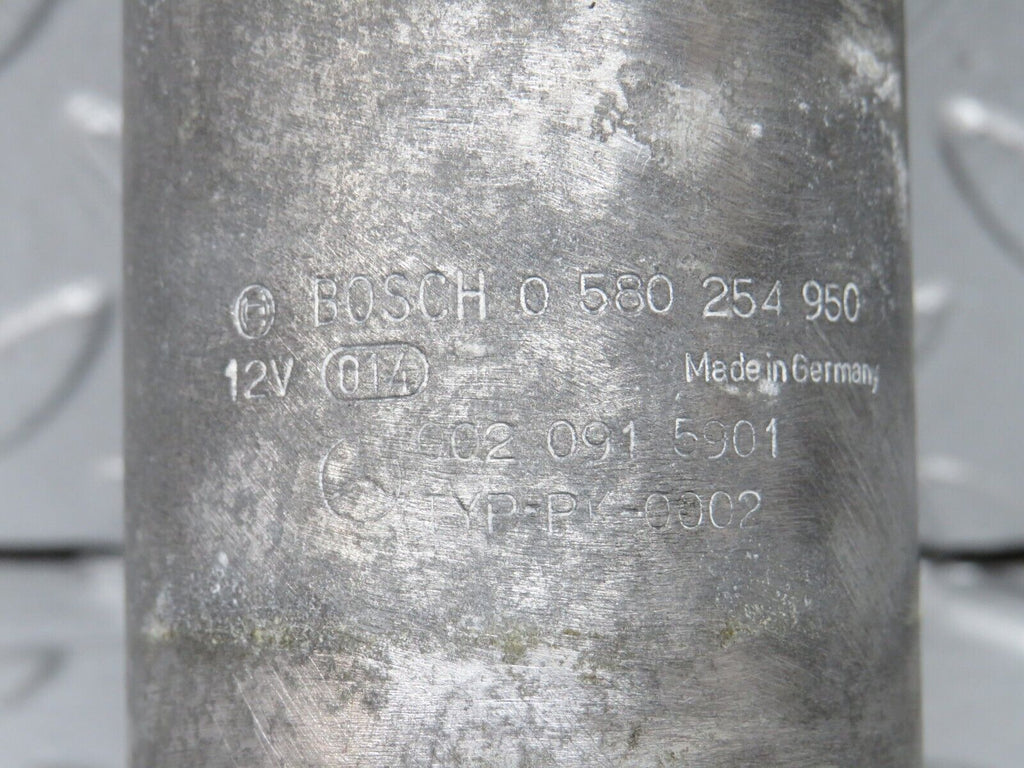 BOSCH 0 580 254 950
12V 014 Made in Germany
002 091 5901
TYP-PK-0002